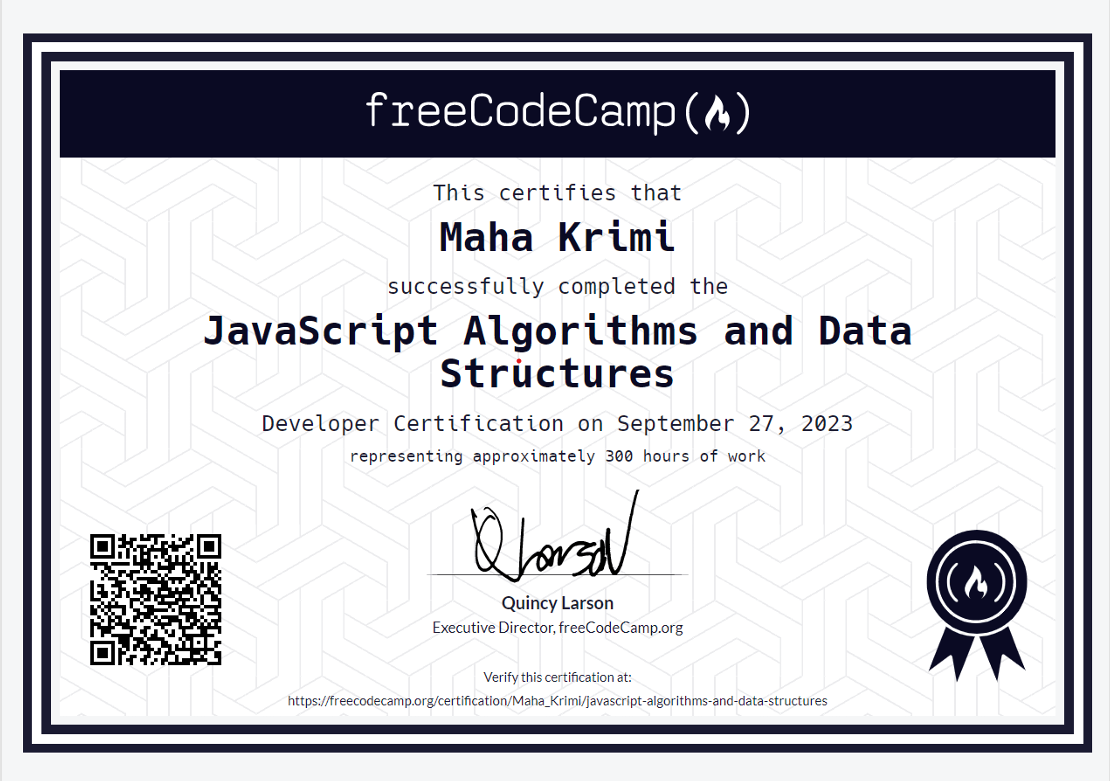 freeCodeCamp
This certifies that
Maha Krimi
successfully completed the
JavaScript Algorithms and Data
Structures
Developer Certification on September 27, 2023
representing approximately 300 hours of work
Q Larson
Quincy Larson
Executive Director, freeCodeCamp.org
Verify this certification at:
https://freecodecamp.org/certification/Maha_Krimi/javascript-algorithms-and-data-structures